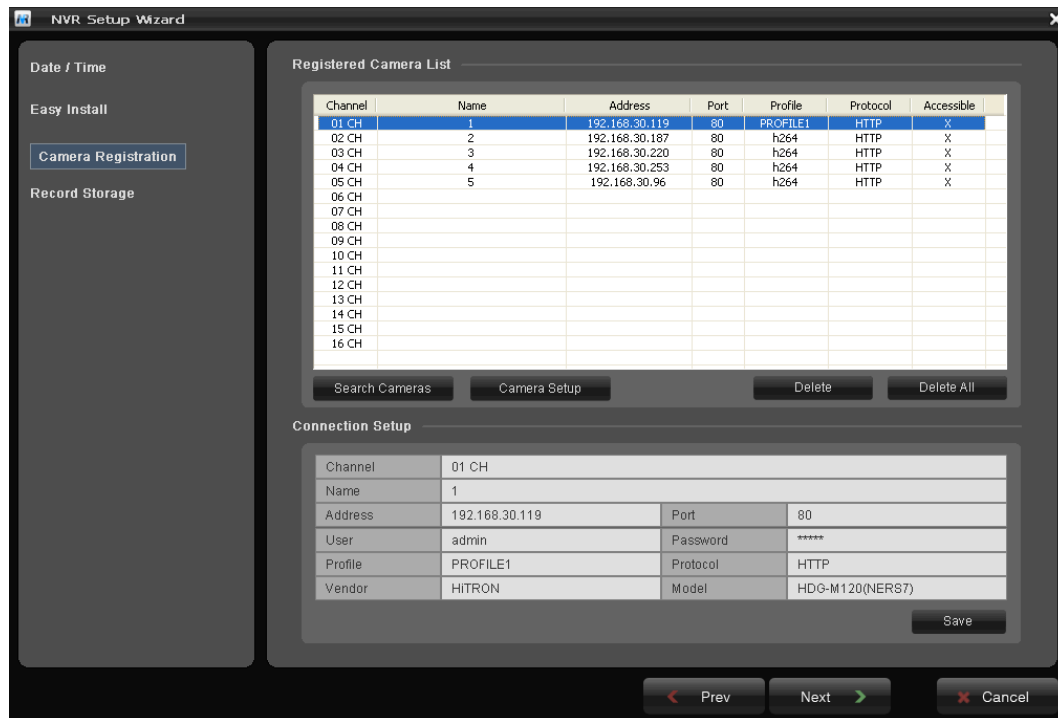 NVR Setup Wizard
Date / Time
Easy Install
Camera Registration
Record Storage
Registered Camera List
Channel Name Address Port Profile Protocol Accessible
01 CH 1 192.168.30.119 80 PROFILE1 HTTP X
02 CH 2 192.168.30.187 80 h264 HTTP X
03 CH 3 192.168.30.220 80 h264 HTTP X
04 CH 4 192.168.30.253 80 h264 HTTP X
05 CH 5 192.168.30.96 80 h264 HTTP X
06 CH
07 CH
08 CH
09 CH
10 CH
11 CH
12 CH
13 CH
14 CH
15 CH
16 CH
Search Cameras Camera Setup Delete Delete All
Connection Setup
Channel 01 CH
Name 1
Address 192.168.30.119 Port 80
User admin Password *****
Profile PROFILE1 Protocol HTTP
Vendor HiTRON Model HDG-M120(NERS7)
Save
Prev Next Cancel